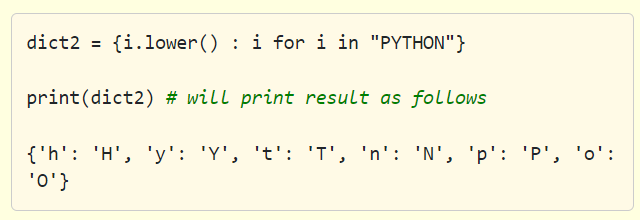 dict2 = {i.lower() : i for i in "PYTHON"}
print(dict2) # will print result as follows
{'h': 'H', 'y': 'Y', 't': 'T', 'n': 'N', 'p': 'P', 'o':
'O'}